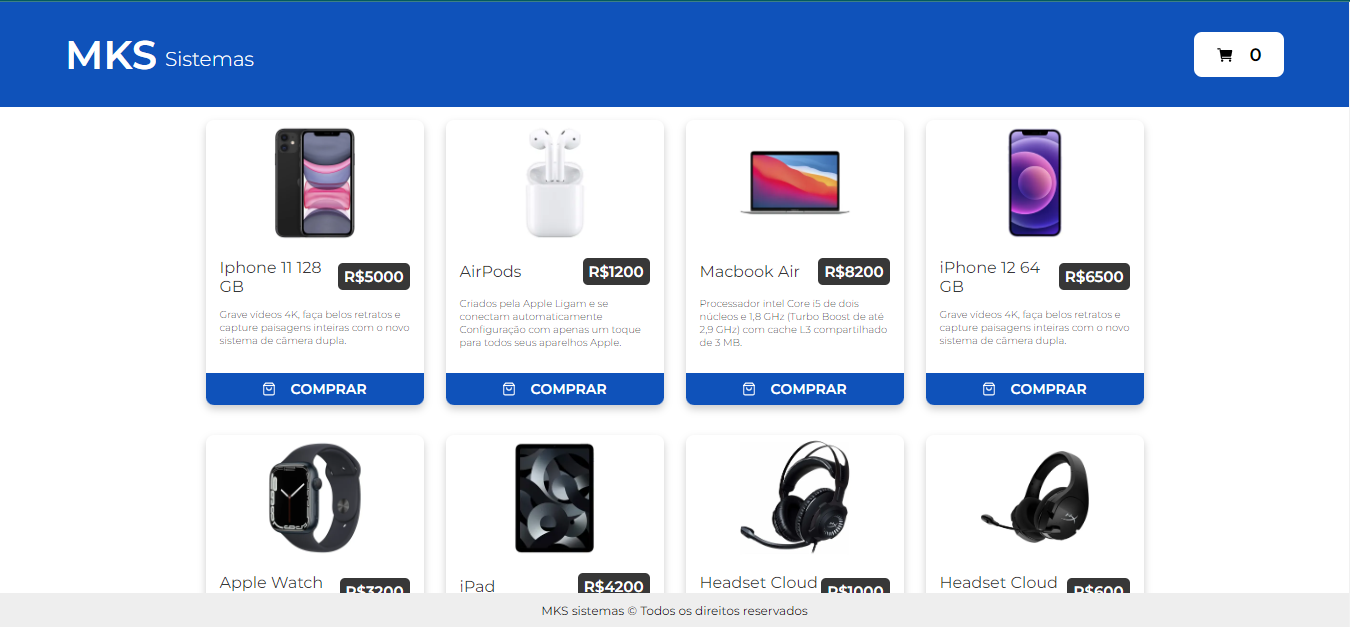 MKS Sistemas
0
Iphone 11 128
GB
R$5000
Grave vídeos 4K, faça belos retratos e
capture paisagens inteiras com o novo
sistema de câmera dupla.
COMPRAR
AirPods
R$1200
Criados pela Apple Ligam e se
conectam automaticamente
Configuração com apenas um toque
para todos seus aparelhos Apple.
COMPRAR
Macbook Air
R$8200
Processador intel Core i5 de dois
núcleos e 1,8 GHz (Turbo Boost de até
2,9 GHz) com cache L3 compartilhado
de 3 MB.
COMPRAR
iPhone 12 64
GB
R$6500
Grave vídeos 4K, faça belos retratos e
capture paisagens inteiras com o novo
sistema de câmera dupla.
COMPRAR
Apple Watch
R$3200
iPad
R$4200
Headset Cloud
R$1000
Headset Cloud
R$600
MKS sistemas © Todos os direitos reservados